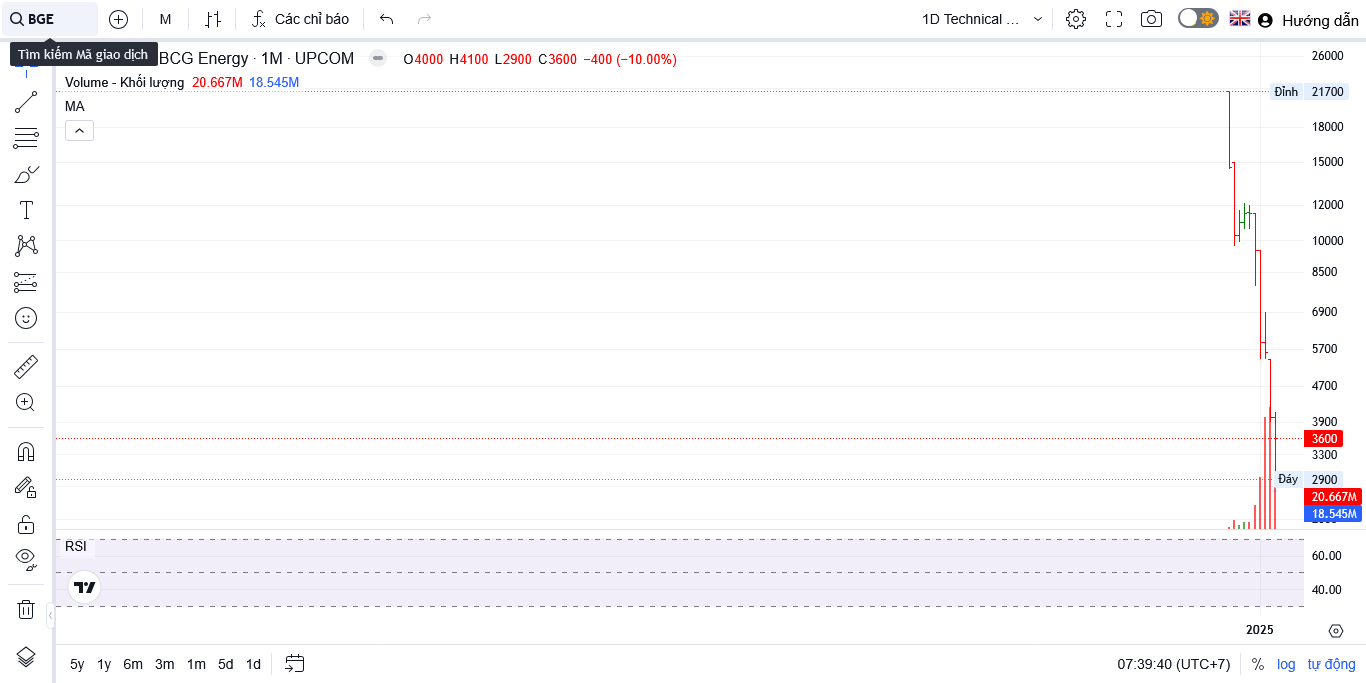 BGE
M
Các chỉ báo
1D Technical ...
Hướng dẫn
Tìm kiếm Mã giao dịch
BCG Energy · 1M · UPCOM
O4000 H4100 L2900 C3600 −400 (−10.00%)
Volume - Khối lượng 20.667M 18.545M
MA
26000
Đỉnh 21700
18000
15000
12000
10000
8500
6900
5700
4700
3900
3600
3300
Đáy 2900
20.667M
18.545M
RSI
60.00
40.00
2025
5y 1y 6m 3m 1m 5d 1d
07:39:40 (UTC+7) % log tự động